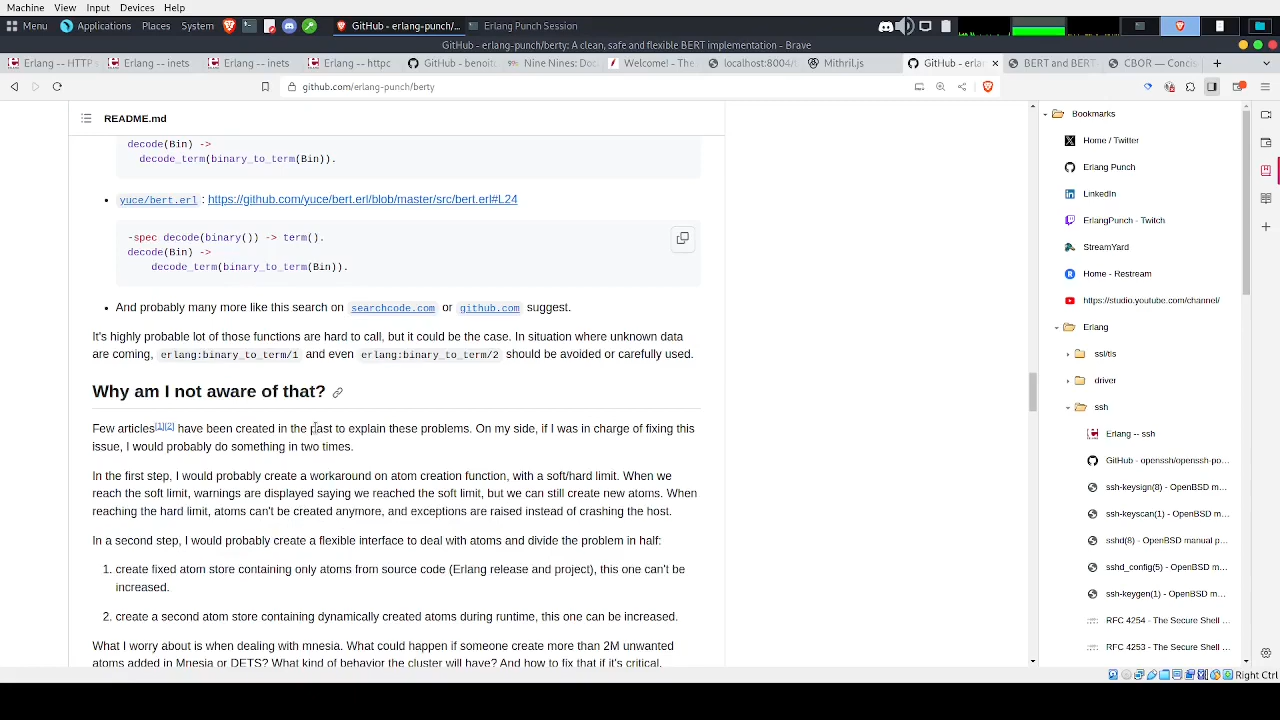 Machine View Input Devices Help
Menu Applications Places System GitHub - erlang-punch/... Erlang Punch Session
GitHub - erlang-punch/berty: A clean, safe and flexible BERT implementation - Brave
Erlang -- HTTP Erlang -- inets Erlang -- inets Erlang -- httpc GitHub - benoit Nine Nines: Doc Welcome! - The localhost:8004/ Mithril.js GitHub - erlan BERT and BERT CBOR — Concis
github.com/erlang-punch/berty
README.md
decode(Bin) ->
decode_term(binary_to_term(Bin)).
yuce/bert.erl : https://github.com/yuce/bert.erl/blob/master/src/bert.erl#L24
-spec decode(binary()) -> term().
decode(Bin) ->
decode_term(binary_to_term(Bin)).
And probably many more like this search on searchcode.com or github.com suggest.
It's highly probable lot of those functions are hard to call, but it could be the case. In situation where unknown data
are coming, erlang:binary_to_term/1 and even erlang:binary_to_term/2 should be avoided or carefully used.
Why am I not aware of that?
Few articles[1][2] have been created in the past to explain these problems. On my side, if I was in charge of fixing this
issue, I would probably do something in two times.
In the first step, I would probably create a workaround on atom creation function, with a soft/hard limit. When we
reach the soft limit, warnings are displayed saying we reached the soft limit, but we can still create new atoms. When
reaching the hard limit, atoms can't be created anymore, and exceptions are raised instead of crashing the host.
In a second step, I would probably create a flexible interface to deal with atoms and divide the problem in half:
1. create fixed atom store containing only atoms from source code (Erlang release and project), this one can't be
increased.
2. create a second atom store containing dynamically created atoms during runtime, this one can be increased.
What I worry about is when dealing with mnesia. What could happen if someone create more than 2M unwanted
atoms added in Mnesia or DETS? What kind of behavior the cluster will have? And how to fix that if it's critical.
Bookmarks
Home / Twitter
Erlang Punch
LinkedIn
ErlangPunch - Twitch
StreamYard
Home - Restream
https://studio.youtube.com/channel/
Erlang
ssl/tls
driver
ssh
Erlang -- ssh
GitHub - openssh/openssh-po...
ssh-keysign(8) - OpenBSD m...
ssh-keyscan(1) - OpenBSD m...
sshd(8) - OpenBSD manual p...
sshd_config(5) - OpenBSD m...
ssh-keygen(1) - OpenBSD m...
RFC 4254 - The Secure Shell ...
RFC 4253 - The Secure Shell ...
Right Ctrl